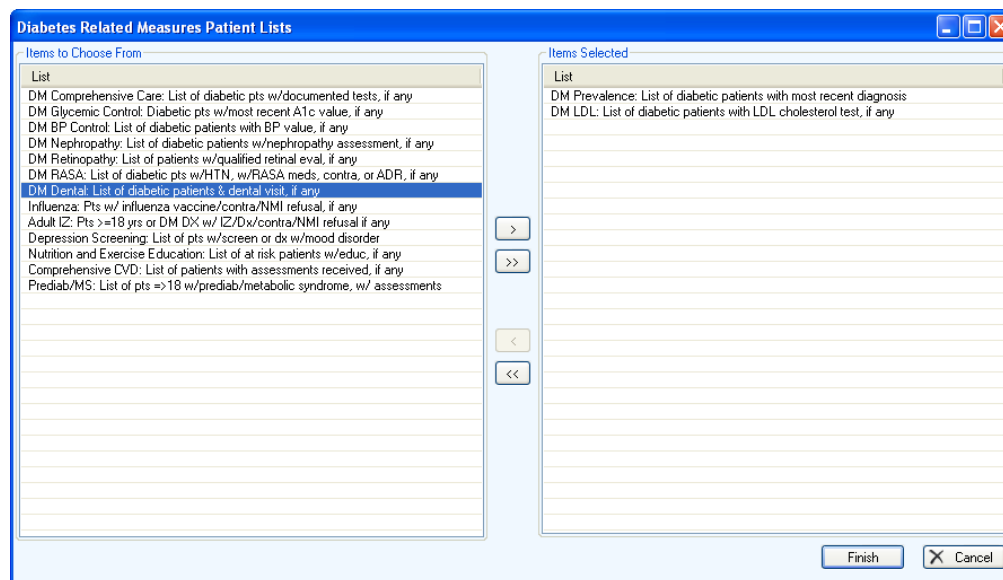 Diabetes Related Measures Patient Lists
Items to Choose From
List
DM Comprehensive Care: List of diabetic pts w/documented tests, if any
DM Glycemic Control: Diabetic pts w/most recent A1c value, if any
DM BP Control: List of diabetic patients with BP value, if any
DM Nephropathy: List of diabetic patients w/nephropathy assessment, if any
DM Retinopathy: List of patients w/qualified retinal eval, if any
DM RASA: List of diabetic pts w/HTN, w/RASA meds, contra, or ADR, if any
DM Dental: List of diabetic patients & dental visit, if any
Influenza: Pts w/ influenza vaccine/contra/NMI refusal, if any
Adult IZ: Pts >=18 yrs or DM DX w/ IZ/Dx/contra/NMI refusal if any
Depression Screening: List of pts w/screen or dx w/mood disorder
Nutrition and Exercise Education: List of at risk patients w/educ, if any
Comprehensive CVD: List of patients with assessments received, if any
Prediab/MS: List of pts =>18 w/prediab/metabolic syndrome, w/ assessments
>
>>
<
<<
Items Selected
List
DM Prevalence: List of diabetic patients with most recent diagnosis
DM LDL: List of diabetic patients with LDL cholesterol test, if any
Finish
Cancel